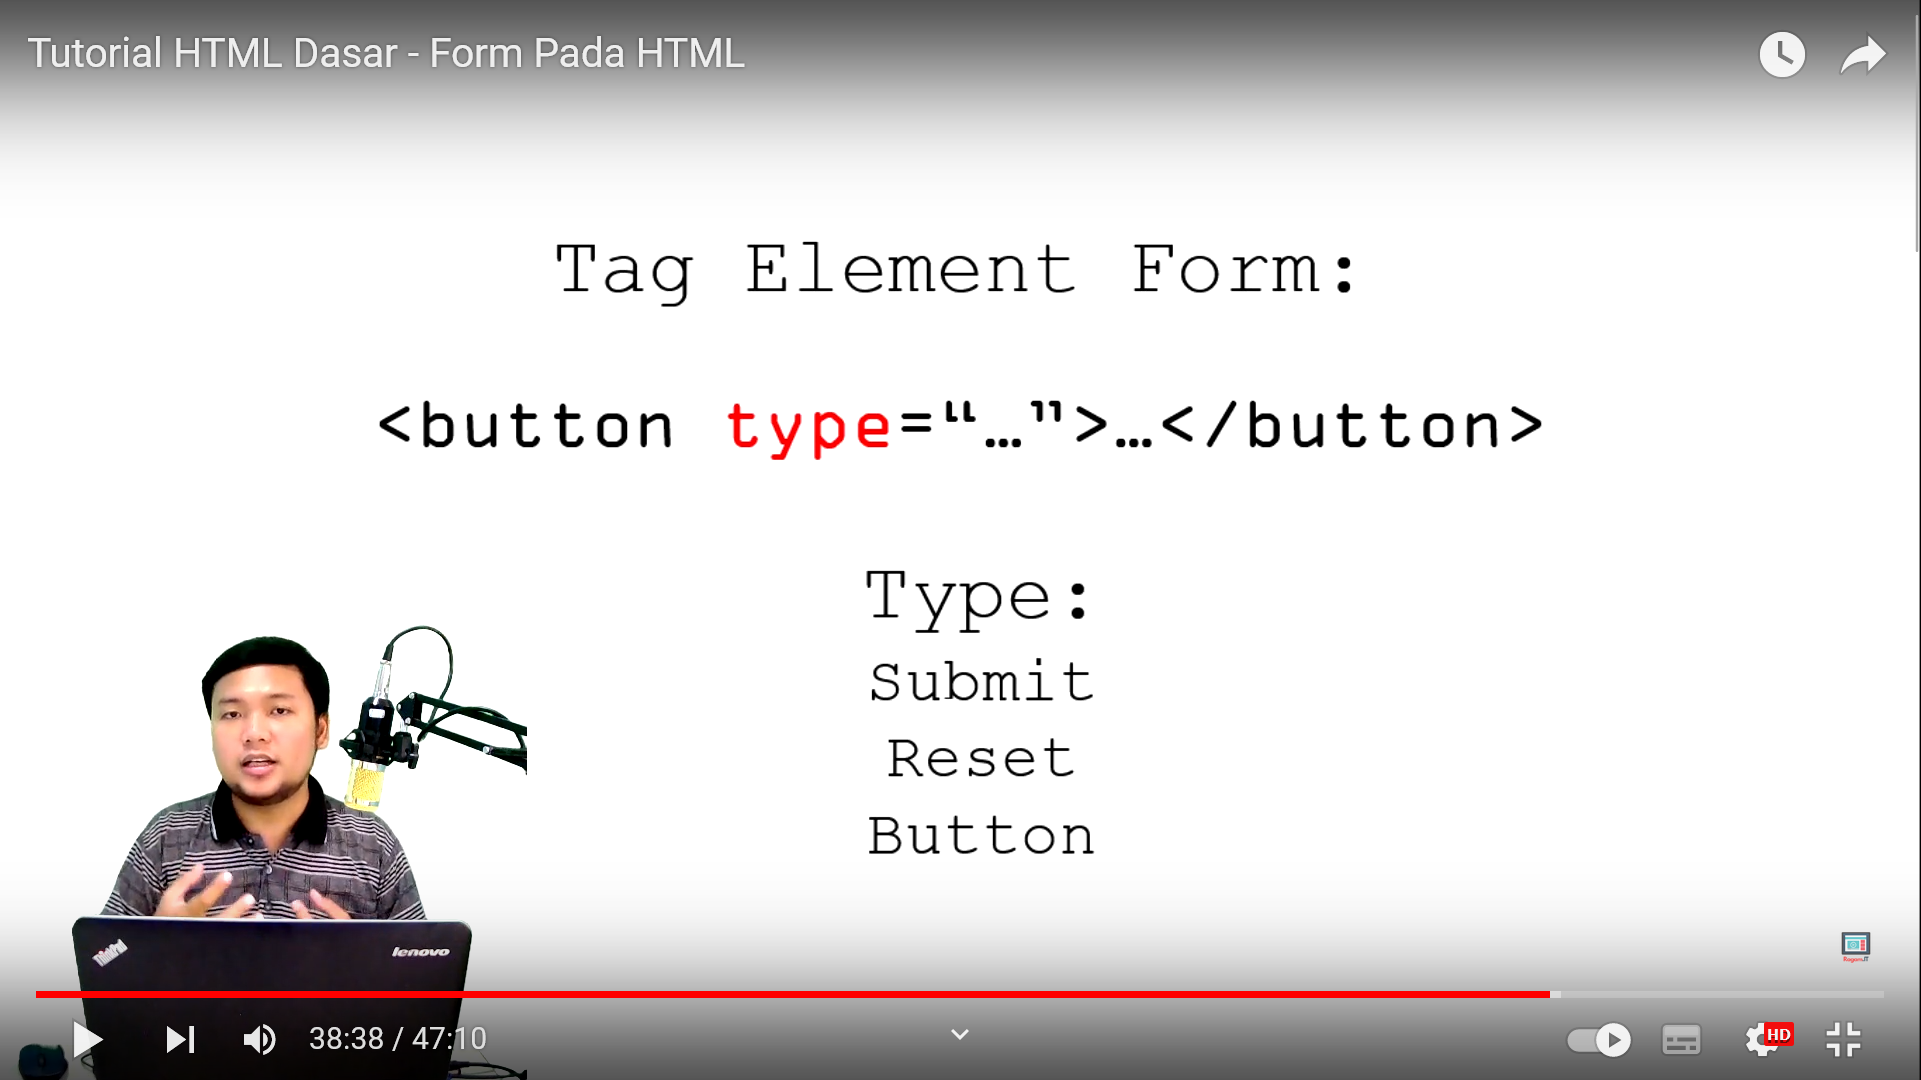 Tutorial HTML Dasar - Form Pada HTML
Tag Element Form:
<button type=“…”>…</button>
Type:
Submit
Reset
Button
ThinkPad
lenovo
RogersIT
38:38 / 47:10
HD